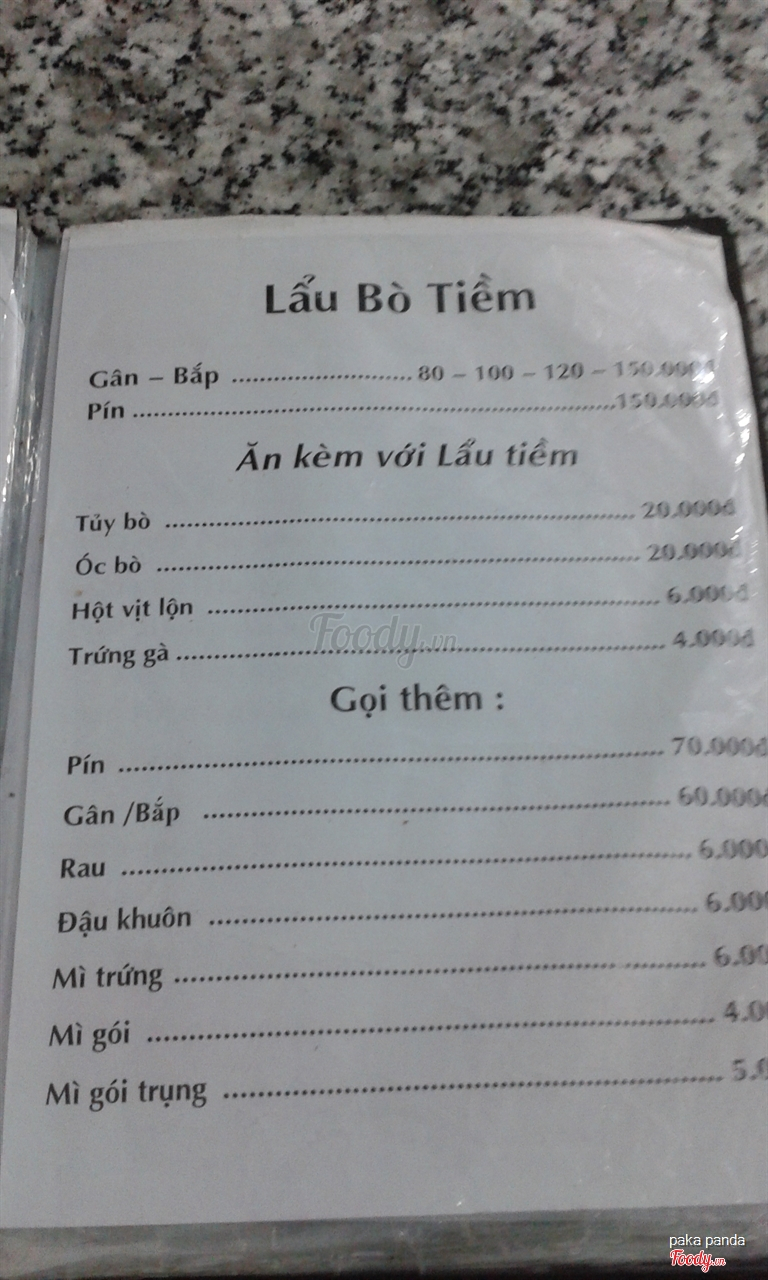 Lẩu Bò Tiềm
Gân – Bắp ........................... 80 – 100 – 120 – 150.000đ
Pín ..................................................150.000đ
Ăn kèm với Lẩu tiềm
Tủy bò .................................................. 20.000đ
Óc bò .................................................. 20.000đ
Hột vịt lộn .................................................. 6.000đ
Trứng gà .................................................. 4.000đ
Foody.vn
Gọi thêm :
Pín .................................................. 70.000đ
Gân /Bắp .................................................. 60.000đ
Rau .................................................. 6.000
Đậu khuôn .................................................. 6.000
Mì trứng .................................................. 6.00
Mì gói .................................................. 4.0
Mì gói trụng .................................................. 5.0
paka panda
Foody.vn